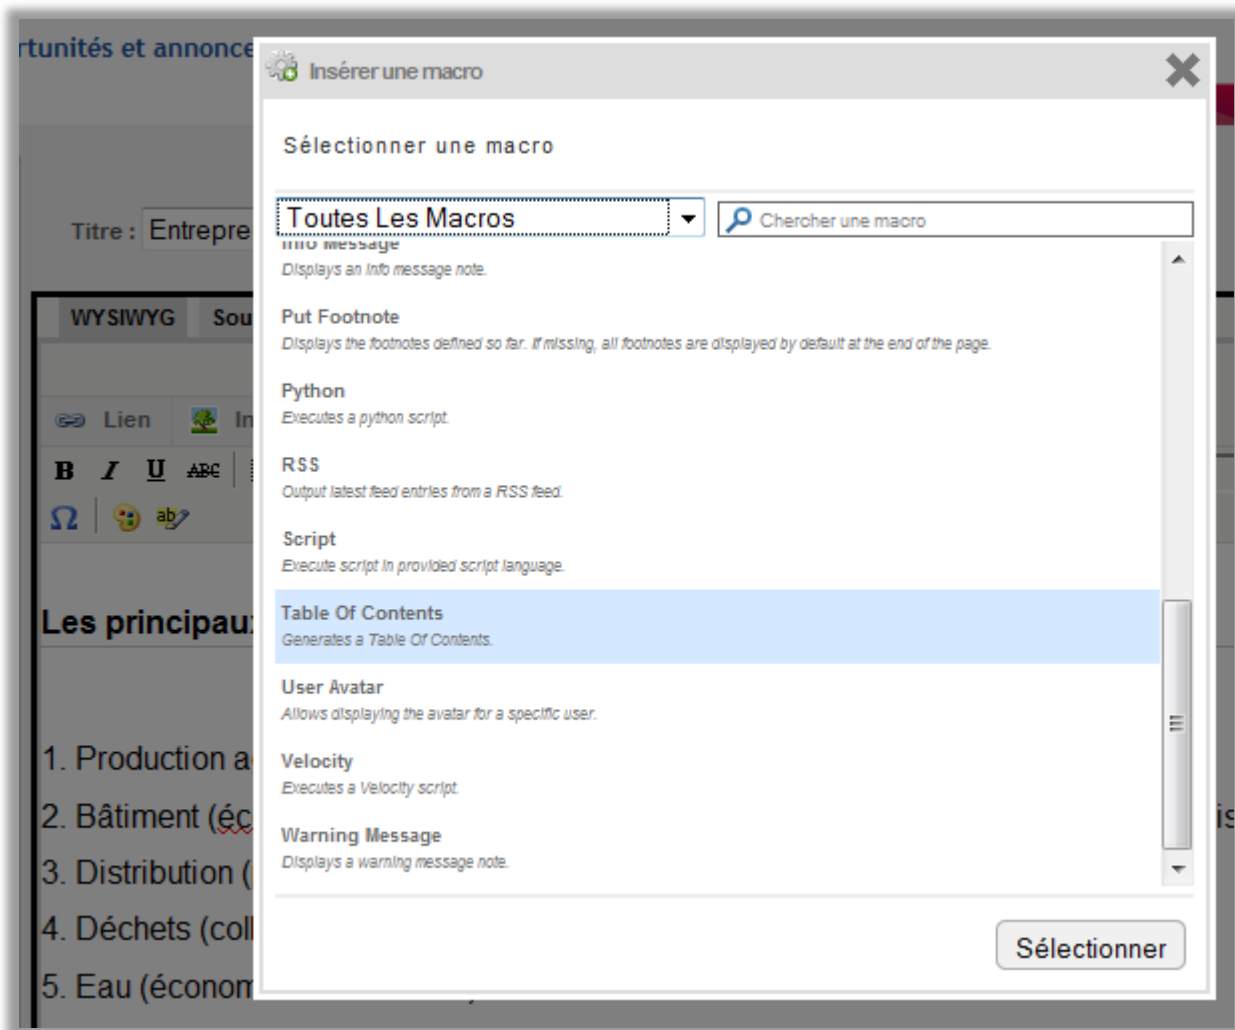 rtunités et annonce
Insérer une macro
Sélectionner une macro
Toutes Les Macros
Chercher une macro
Titre : Entrepre
Info Message
Displays an info message note.
WYSIWYG Sou
Put Footnote
Displays the footnotes defined so far. If missing, all footnotes are displayed by default at the end of the page.
Python
Executes a python script.
Lien In
RSS
Output latest feed entries from a RSS feed.
B I U ABC
Ω ab
Script
Execute script in provided script language.
Table Of Contents
Generates a Table Of Contents.
Les principau
User Avatar
Allows displaying the avatar for a specific user.
Velocity
Executes a Velocity script.
Warning Message
Displays a warning message note.
1. Production a
2. Bâtiment (éc
is
3. Distribution (
4. Déchets (coll
5. Eau (économ
Sélectionner